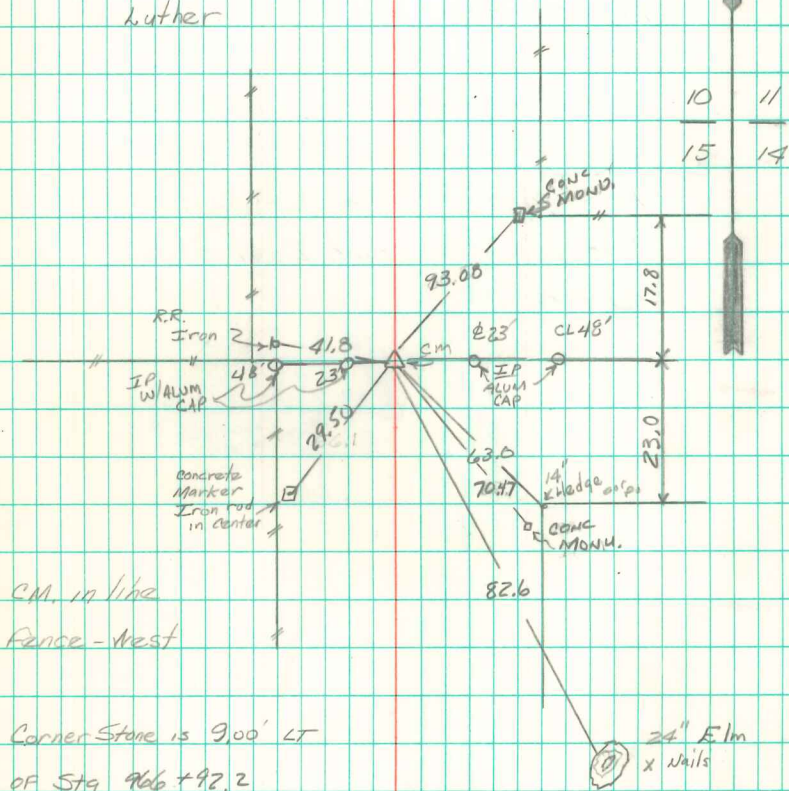 Luther
10 11
15 14
CONC
MONU.
93.08
17.8
R.R.
Iron
41.8
CM
℄23'
CL48'
48'
23'
IP
W/ALUM
CAP
IP
ALUM
CAP
29.50
63.0
23.0
70.47
14"
Hedge
Concrete
Marker
Iron rod
in center
CONC
MONU.
82.6
CM. in line
Fence - West
Corner Stone is 9.00' LT
OF Sta 966 +92.2
24" Elm
x Nails